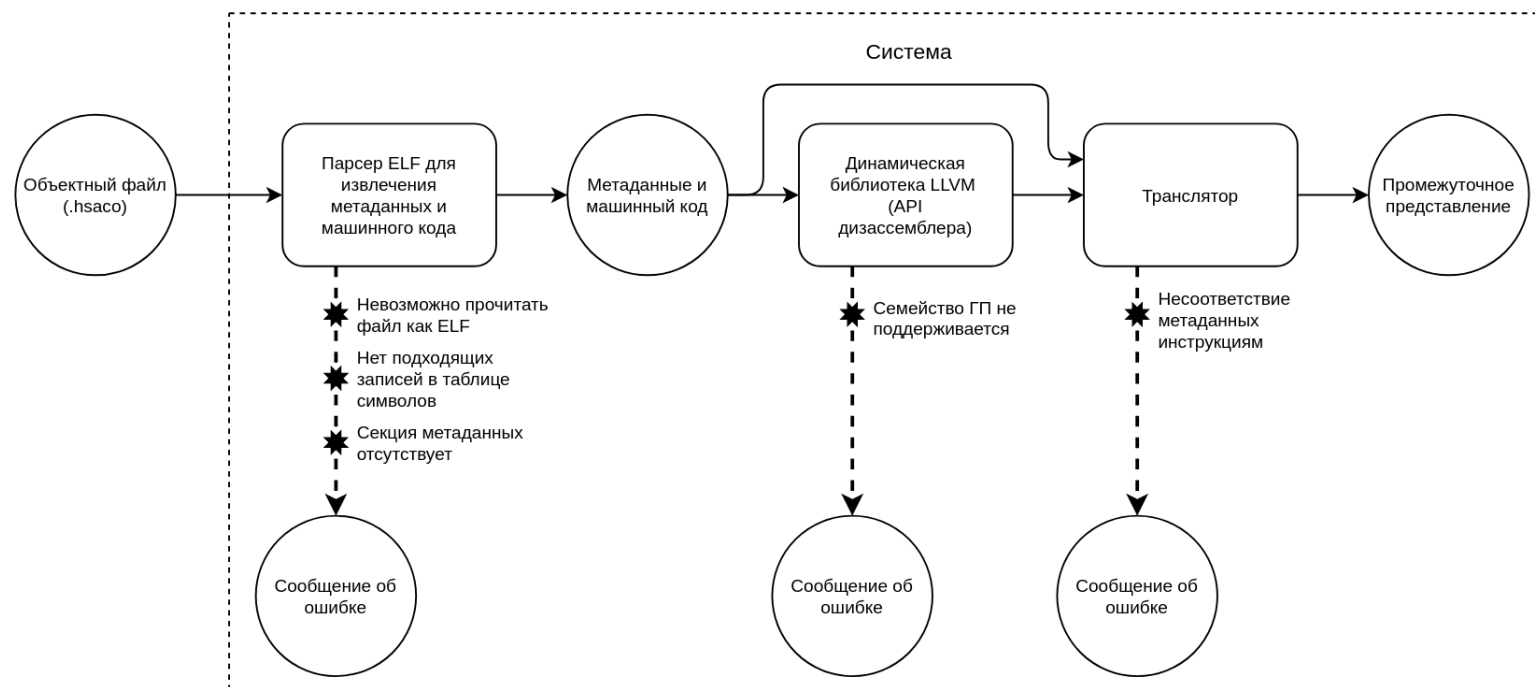 Система
Объектный файл
(.hsaco)
Парсер ELF для
извлечения
метаданных и
машинного кода
Метаданные и
машинный код
Динамическая
библиотека LLVM
(API
дизассемблера)
Транслятор
Промежуточное
представление
Невозможно прочитать
файл как ELF
Нет подходящих
записей в таблице
символов
Секция метаданных
отсутствует
Семейство ГП не
поддерживается
Несоответствие
метаданных
инструкциям
Сообщение об
ошибке
Сообщение об
ошибке
Сообщение об
ошибке